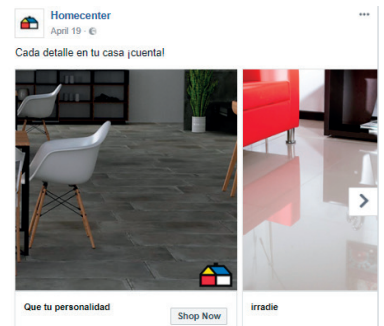 Homecenter
April 19 ·
Cada detalle en tu casa ¡cuenta!
Que tu personalidad
Shop Now
irradie